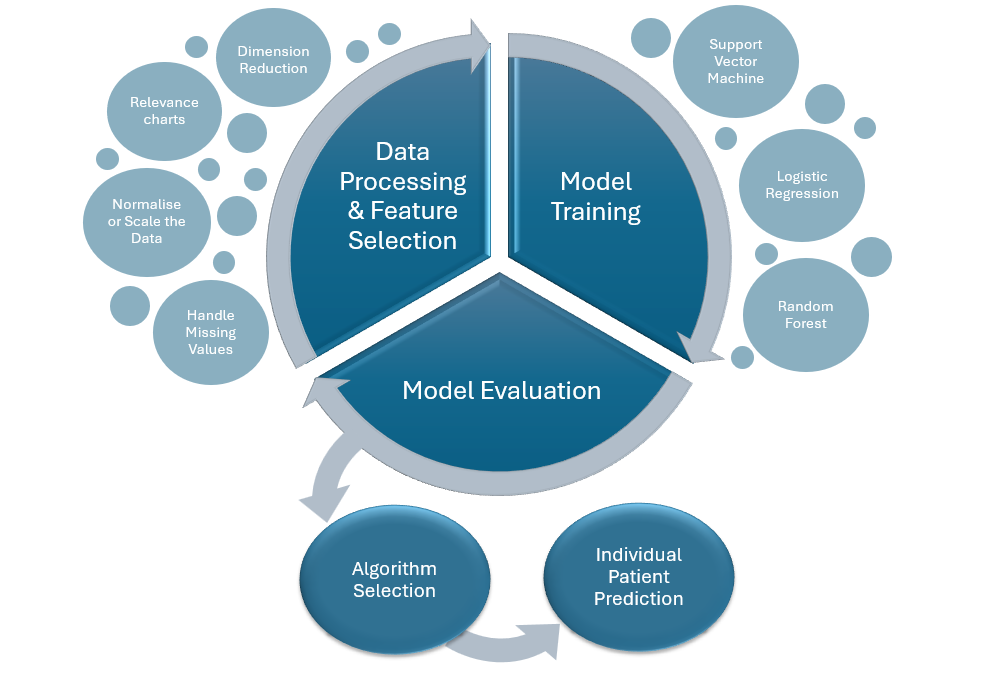 Dimension
Reduction
Relevance
charts
Normalise
or Scale the
Data
Handle
Missing
Values
Data
Processing
& Feature
Selection
Model
Training
Support
Vector
Machine
Logistic
Regression
Random
Forest
Model Evaluation
Algorithm
Selection
Individual
Patient
Prediction